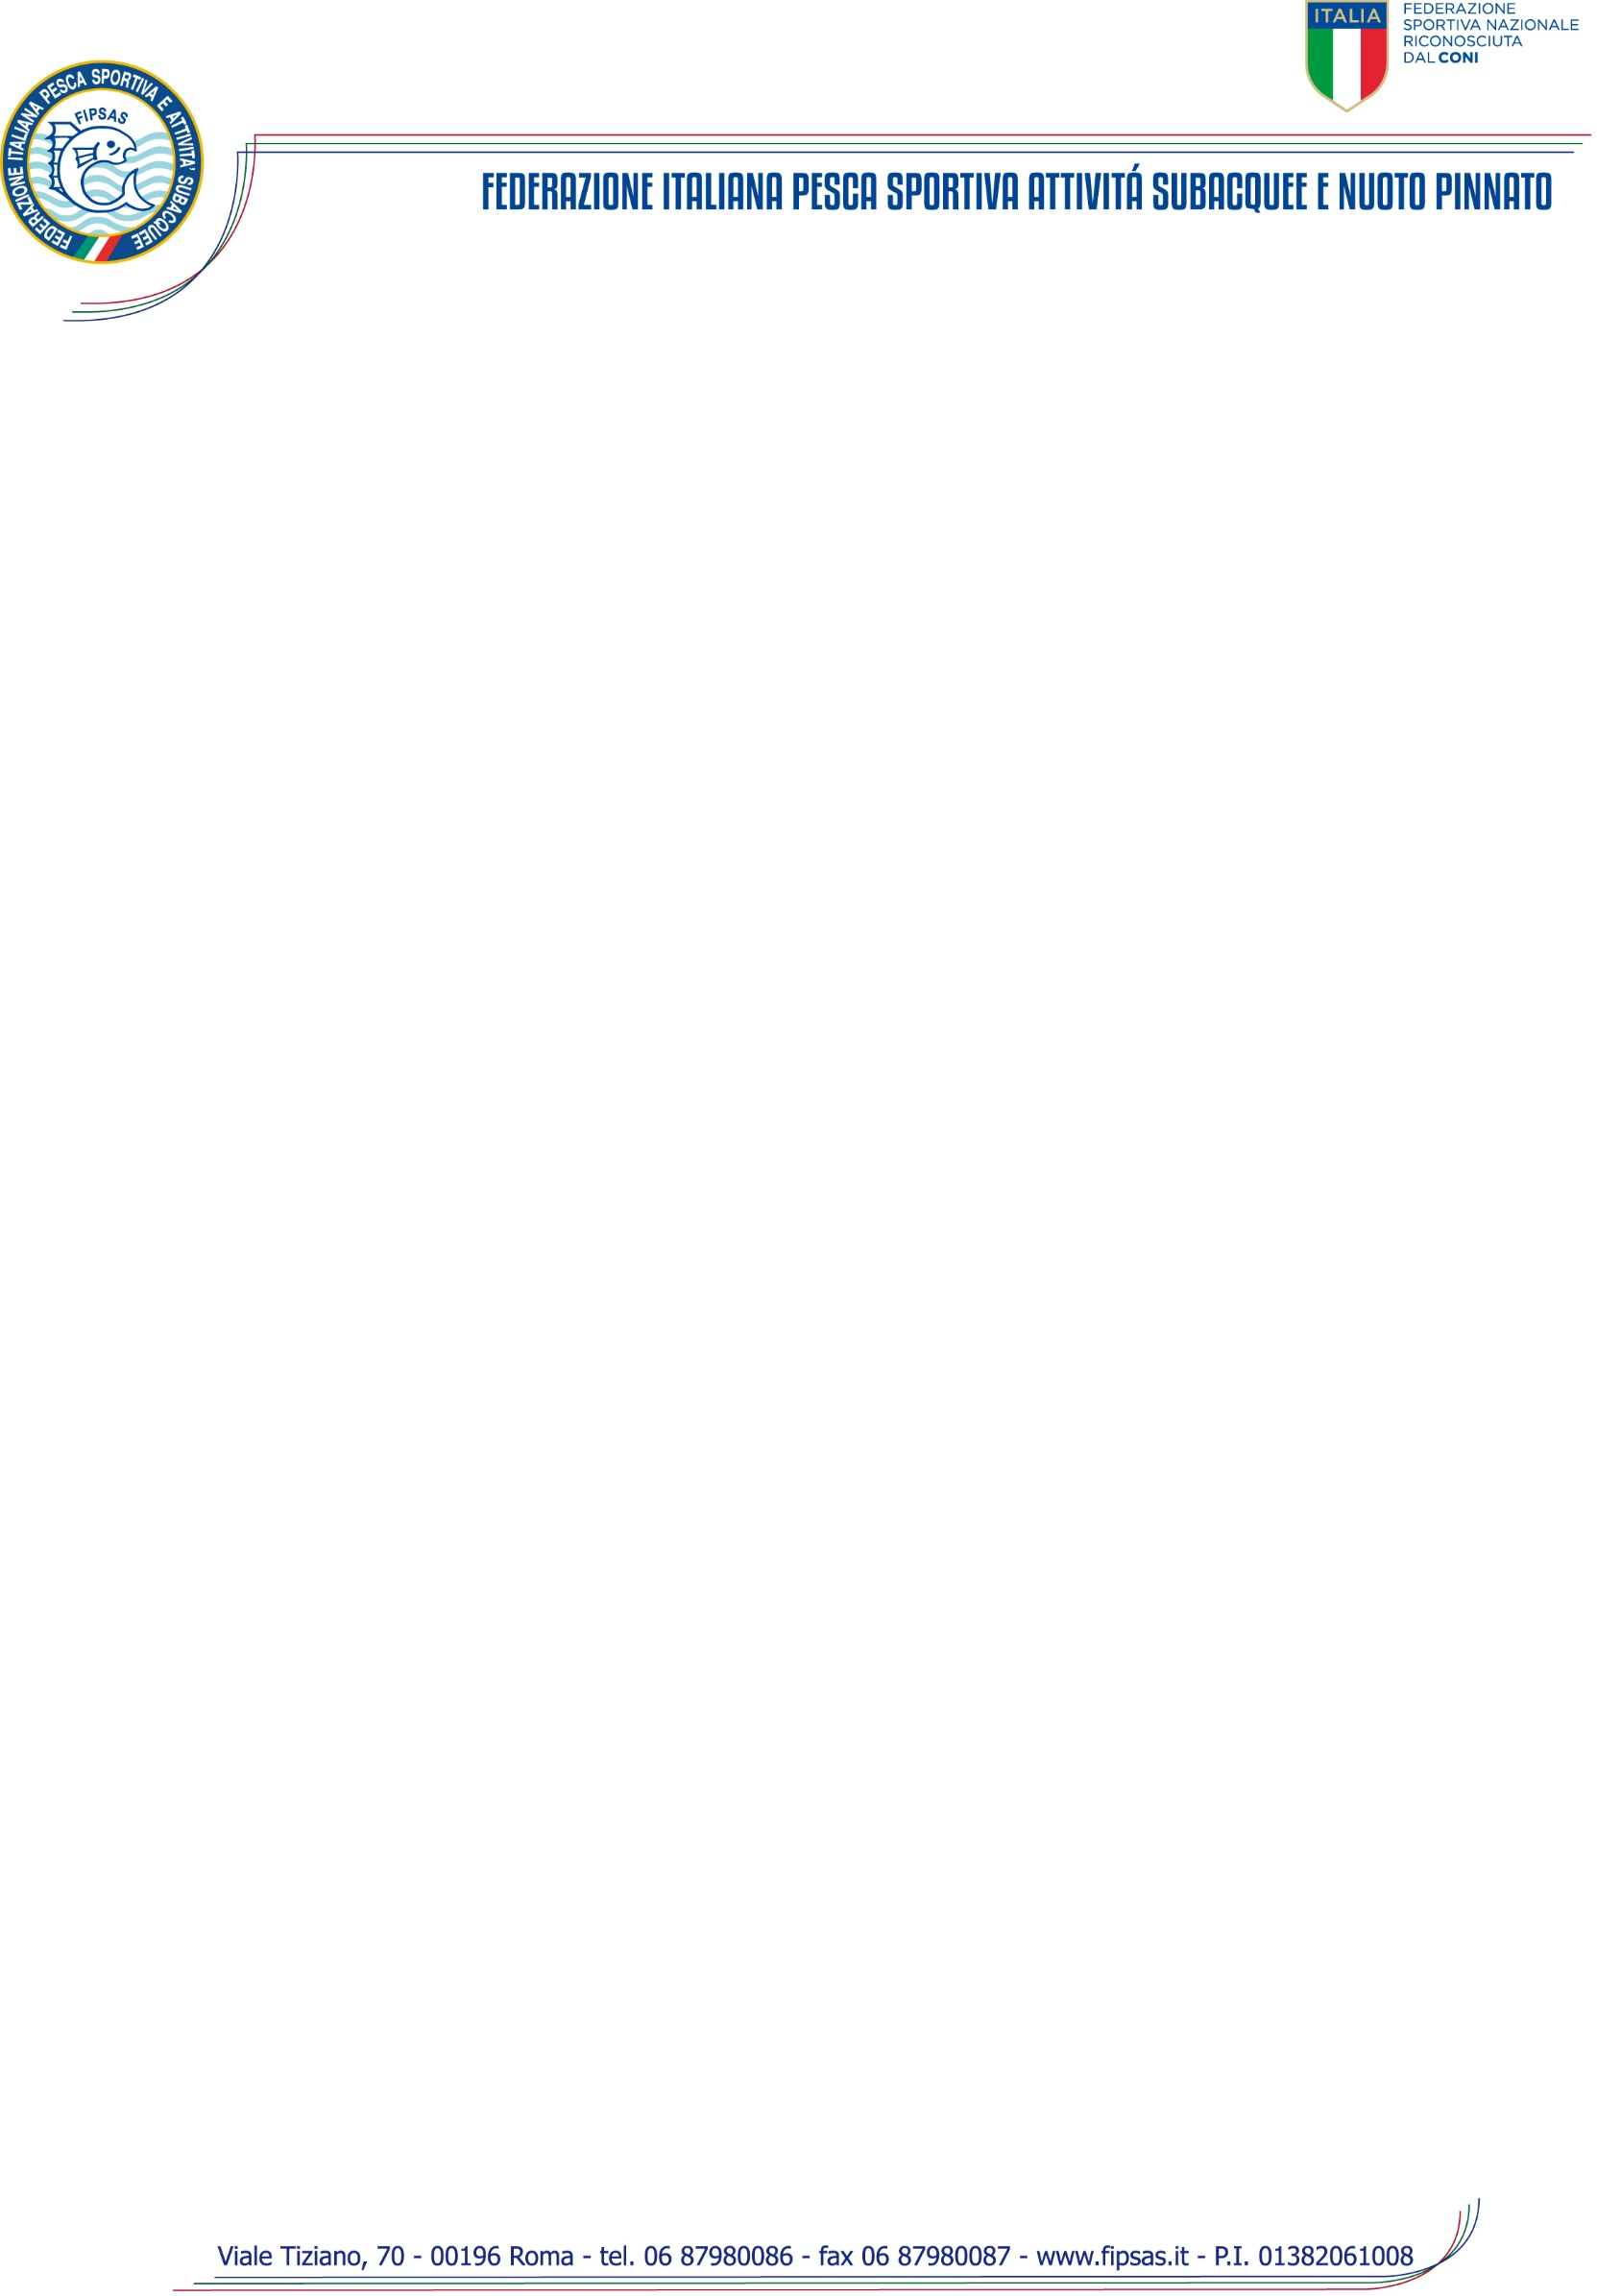 ITALIA
FEDERAZIONE
SPORTIVA NAZIONALE
RICONOSCIUTA
DAL CONI
FEDERAZIONE ITALIANA PESCA SPORTIVA E ATTIVITA' SUBACQUEE
FIPSAS
FEDERAZIONE ITALIANA PESCA SPORTIVA ATTIVITÁ SUBACQUEE E NUOTO PINNATO
Viale Tiziano, 70 - 00196 Roma - tel. 06 87980086 - fax 06 87980087 - www.fipsas.it - P.I. 01382061008